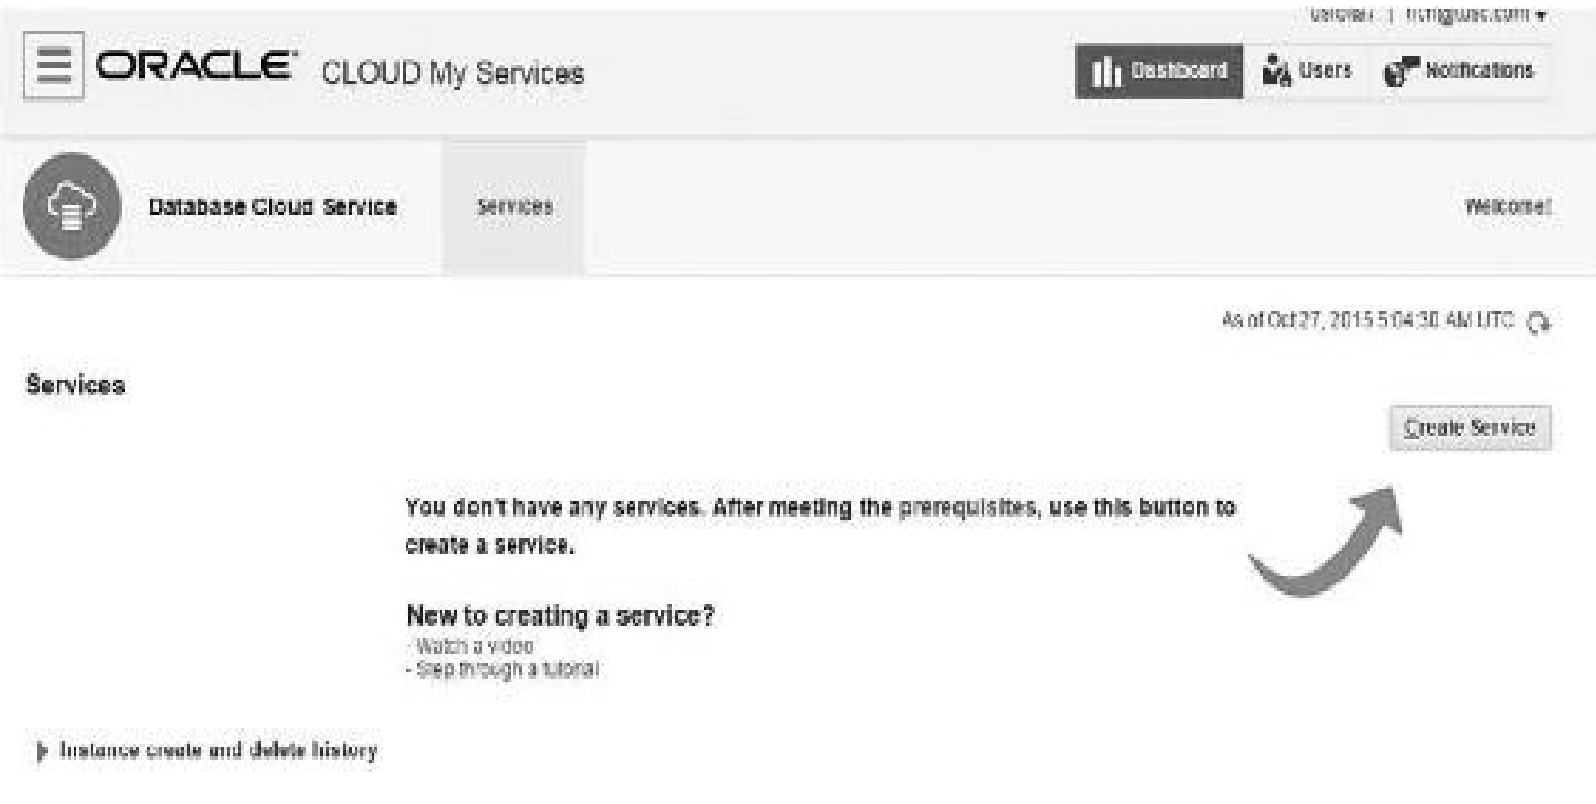 ORACLE CLOUD My Services
Dashboard Users Notifications
Database Cloud Service Services Welcome!
As of Oct 27, 2015 5:04:30 AM UTC
Services
Create Service
You don't have any services. After meeting the prerequisites, use this button to
create a service.
New to creating a service?
- Watch a video
- Step through a tutorial
Instance create and delete history